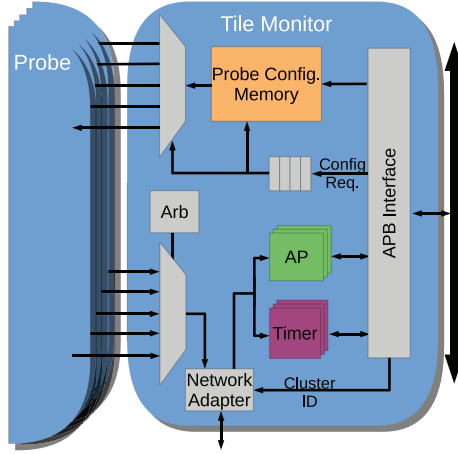 Tile Monitor
Probe
Probe Config.
Memory
Config
Req.
APB Interface
Arb
AP
Timer
Network
Adapter
Cluster
ID